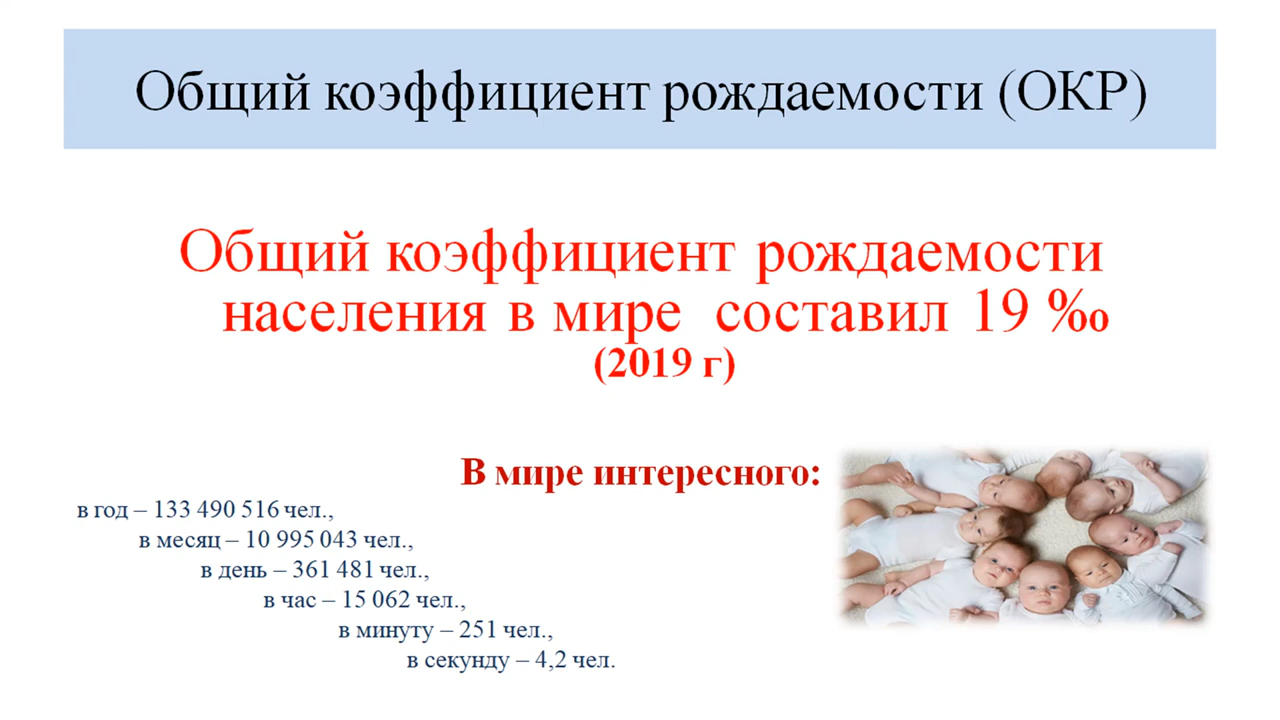 Общий коэффициент рождаемости (ОКР)
Общий коэффициент рождаемости
населения в мире составил 19 ‰
(2019 г)
В мире интересного:
в год – 133 490 516 чел.,
в месяц – 10 995 043 чел.,
в день – 361 481 чел.,
в час – 15 062 чел.,
в минуту – 251 чел.,
в секунду – 4,2 чел.